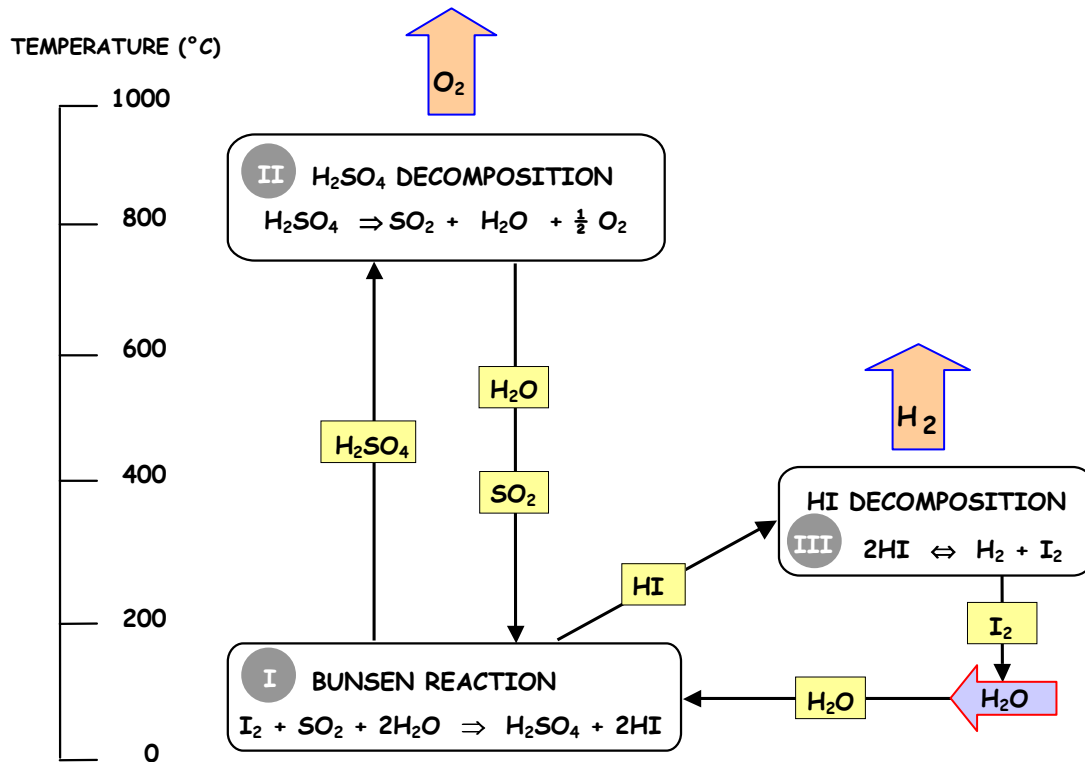 TEMPERATURE (°C)
1000
800
600
400
200
0
O₂
II H₂SO₄ DECOMPOSITION
H₂SO₄ ⇒ SO₂ + H₂O + ½ O₂
H₂O
H₂SO₄
SO₂
H₂
HI DECOMPOSITION
III 2HI ⇔ H₂ + I₂
HI
I₂
I BUNSEN REACTION
I₂ + SO₂ + 2H₂O ⇒ H₂SO₄ + 2HI
H₂O
H₂O